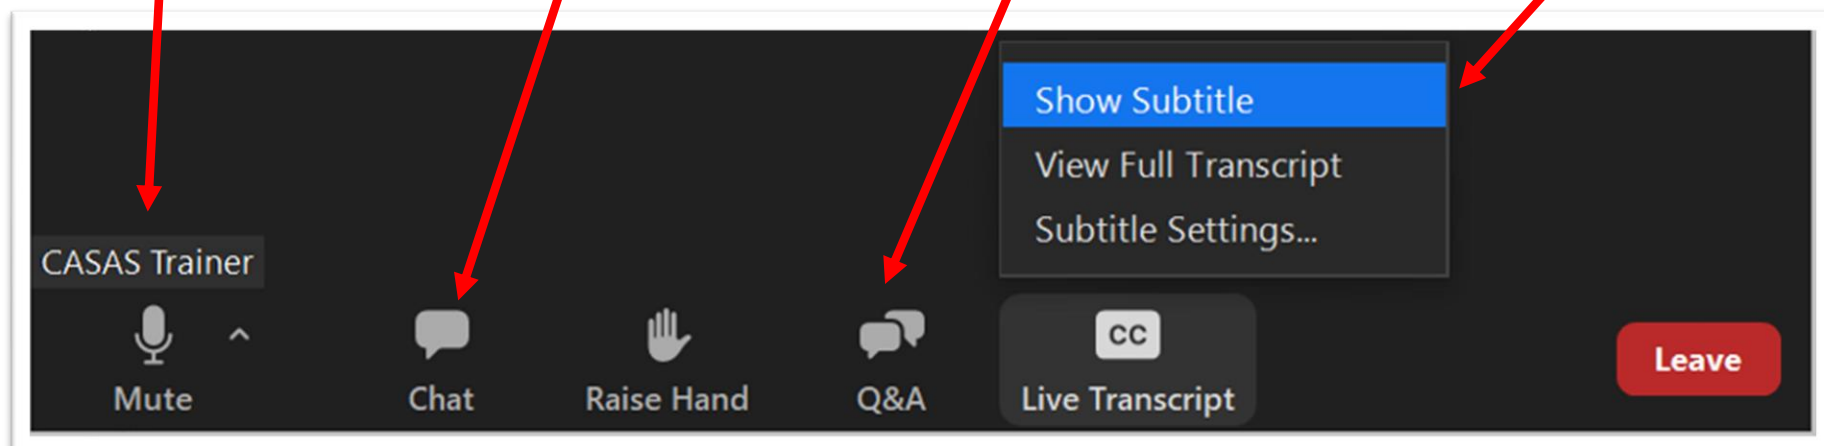 Show Subtitle
View Full Transcript
Subtitle Settings...
CASAS Trainer
CC
Mute
Chat
Raise Hand
Q&A
Live Transcript
Leave